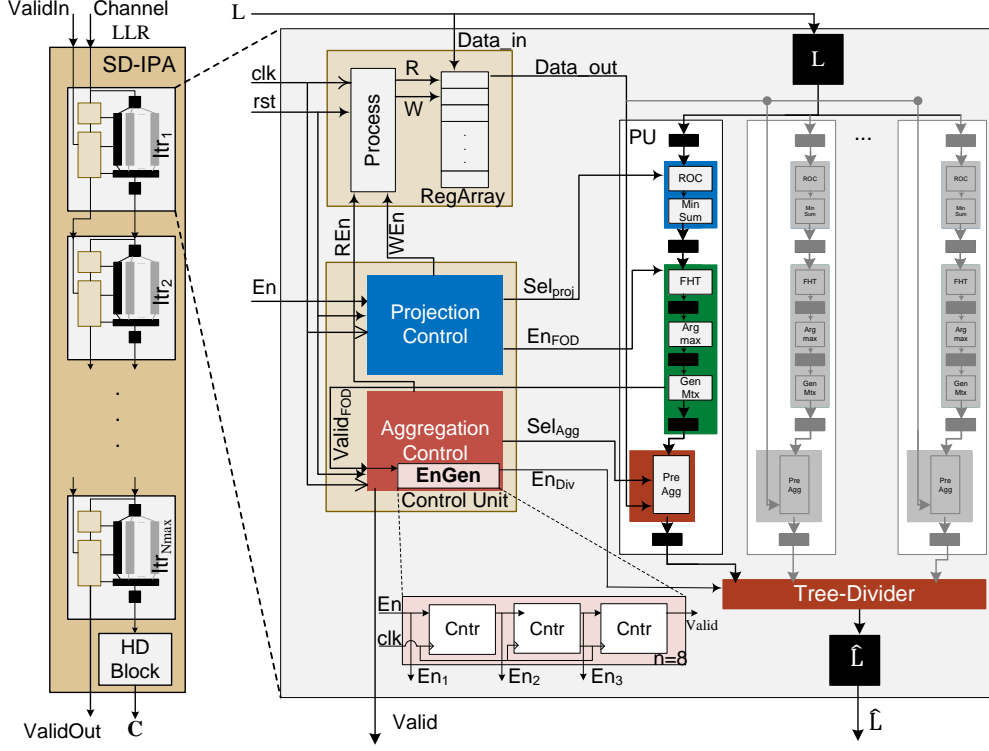 ValidIn
Channel
LLR
SD-IPA
Itr1
Itr2
.
.
.
ItrNmax
HD
Block
ValidOut
C
L
Data_in
clk
rst
R
W
Process
.
.
.
RegArray
Data_out
L
REn
WEn
En
Projection
Control
Selproj
EnFOD
ValidFOD
Aggregation
Control
EnGen
Control Unit
SelAgg
EnDiv
PU
ROC
Min
Sum
FHT
Arg
max
Gen
Mtx
Pre
Agg
ROC
Min
Sum
FHT
Arg
max
Gen
Mtx
Pre
Agg
...
ROC
Min
Sum
FHT
Arg
max
Gen
Mtx
Pre
Agg
Tree-Divider
L̂
L̂
En
clk
Cntr
Cntr
Cntr
Valid
n=8
En1
En2
En3
Valid